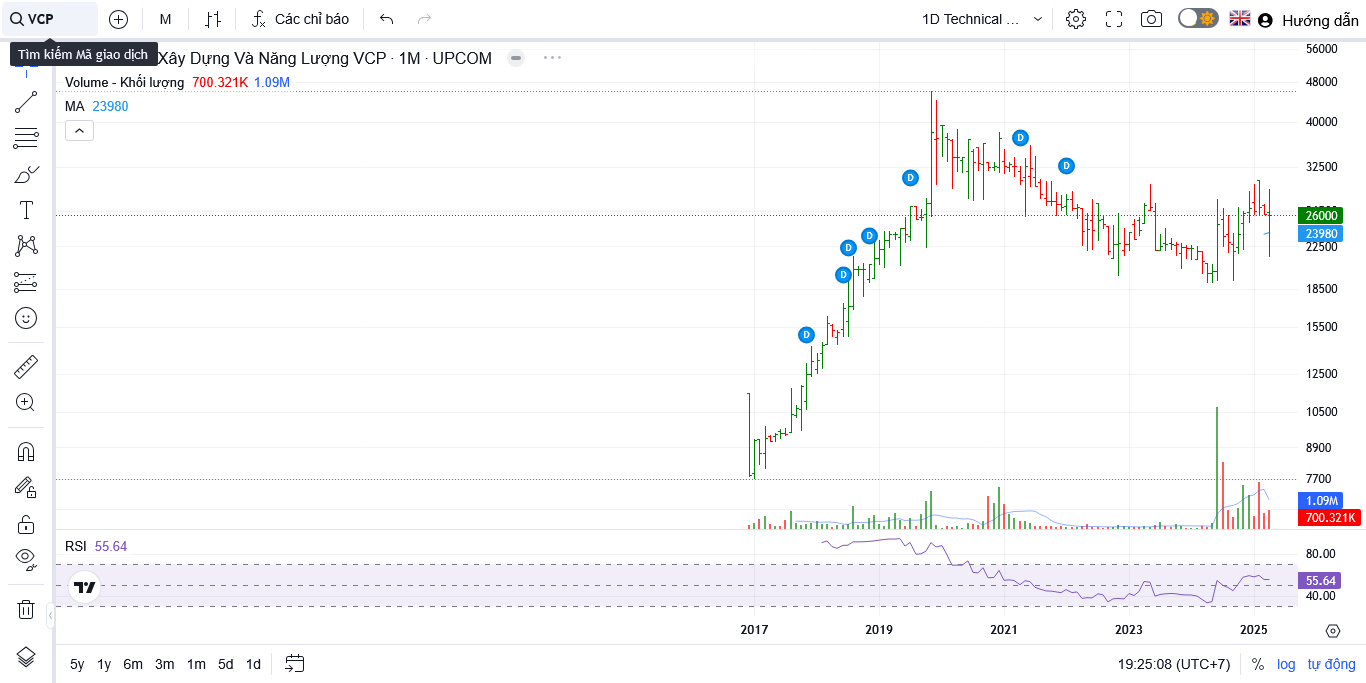 VCP
M
Các chỉ báo
1D Technical ...
Hướng dẫn
Tìm kiếm Mã giao dịch
Xây Dựng Và Năng Lượng VCP · 1M · UPCOM
Volume - Khối lượng 700.321K 1.09M
MA 23980
D
D
D
D
D
D
D
56000
48000
40000
32500
26000
23980
22500
18500
15500
12500
10500
8900
7700
1.09M
700.321K
RSI 55.64
80.00
55.64
40.00
2017 2019 2021 2023 2025
5y 1y 6m 3m 1m 5d 1d
19:25:08 (UTC+7) % log tự động